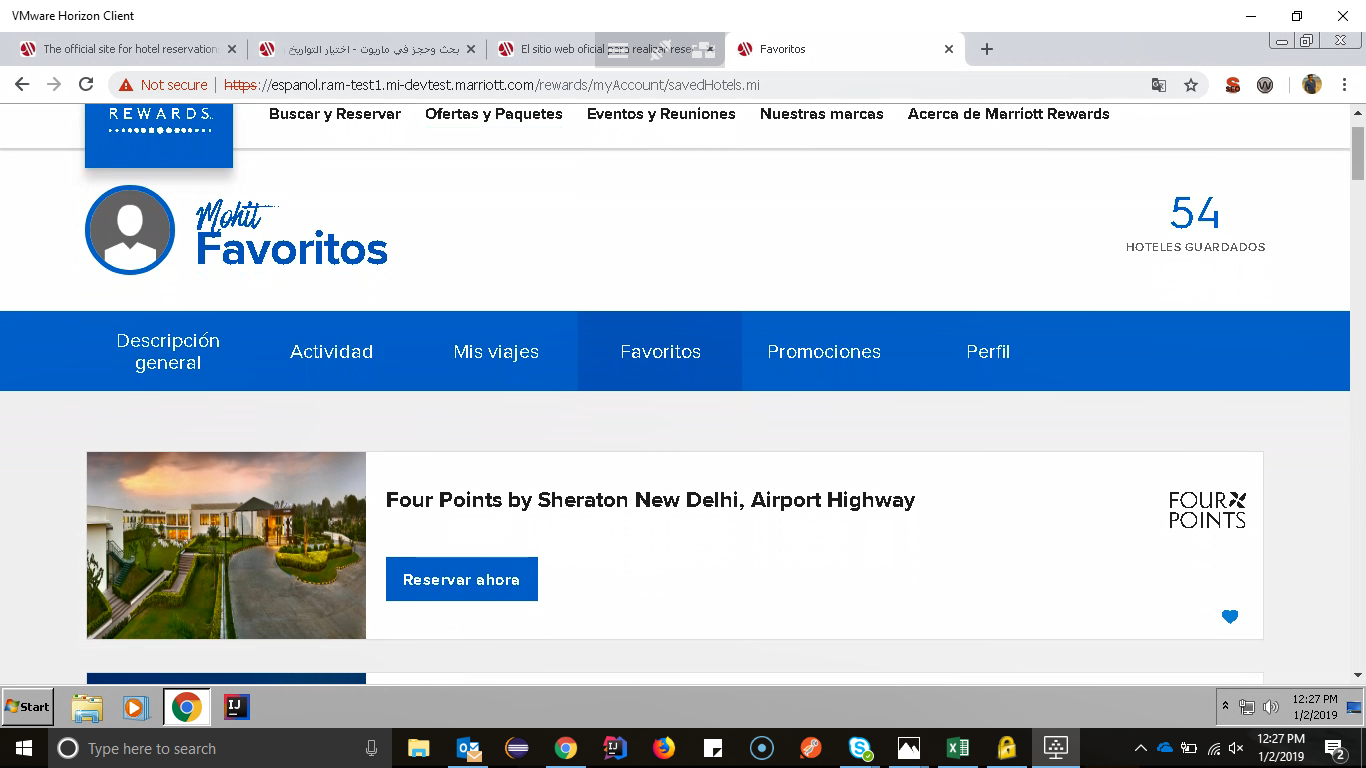 VMware Horizon Client
The official site for hotel reservation
بحث وحجز في ماريوت - اختيار التواريخ
El sitio web oficial para realizar rese
Favoritos
Not secure
https://espanol.ram-test1.mi-devtest.marriott.com/rewards/myAccount/savedHotels.mi
REWARDS
Buscar y Reservar
Ofertas y Paquetes
Eventos y Reuniones
Nuestras marcas
Acerca de Marriott Rewards
Mohit
Favoritos
54
HOTELES GUARDADOS
Descripción
general
Actividad
Mis viajes
Favoritos
Promociones
Perfil
Four Points by Sheraton New Delhi, Airport Highway
FOUR
POINTS
Reservar ahora
Start
12:27 PM
1/2/2019
Type here to search
12:27 PM
1/2/2019
2